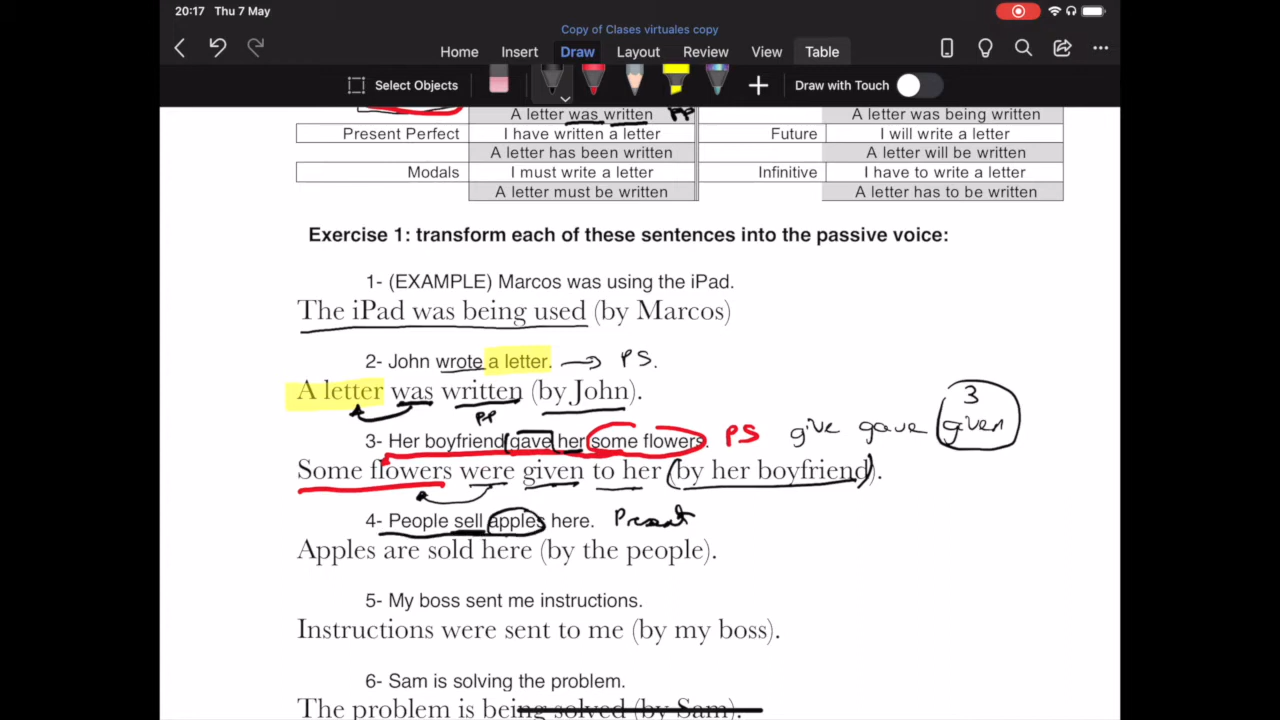 20:17 Thu 7 May
Copy of Clases virtuales copy
Home Insert Draw Layout Review View Table
Select Objects Draw with Touch
A letter was written PP A letter was being written
Present Perfect I have written a letter Future I will write a letter
A letter has been written A letter will be written
Modals I must write a letter Infinitive I have to write a letter
A letter must be written A letter has to be written
Exercise 1: transform each of these sentences into the passive voice:
1- (EXAMPLE) Marcos was using the iPad.
The iPad was being used (by Marcos)
2- John wrote a letter. → PS.
A letter was written (by John).
PP
3
3- Her boyfriend gave her some flowers. PS give gave given
Some flowers were given to her (by her boyfriend).
4- People sell apples here. Present
Apples are sold here (by the people).
5- My boss sent me instructions.
Instructions were sent to me (by my boss).
6- Sam is solving the problem.
The problem is being solved (by Sam).